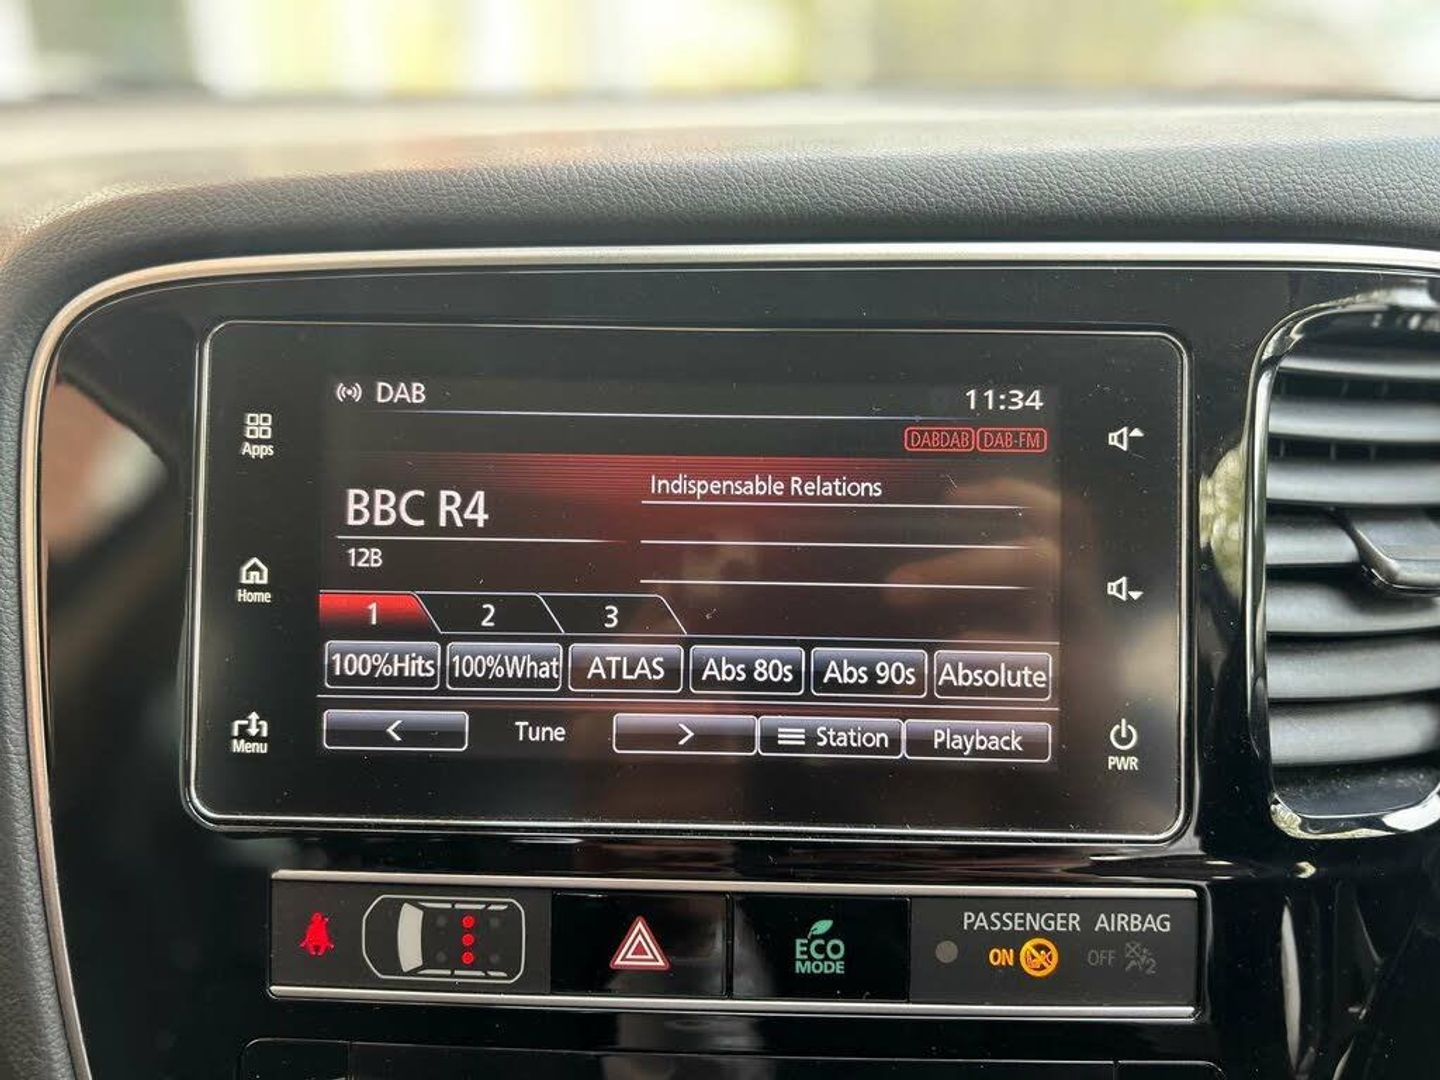 DAB
11:34
DABDAB DAB-FM
Apps
Indispensable Relations
BBC R4
12B
Home
1 2 3
100%Hits 100%What ATLAS Abs 80s Abs 90s Absolute
Menu
< Tune > Station Playback
PWR
PASSENGER AIRBAG
ECO
MODE
ON OFF 2